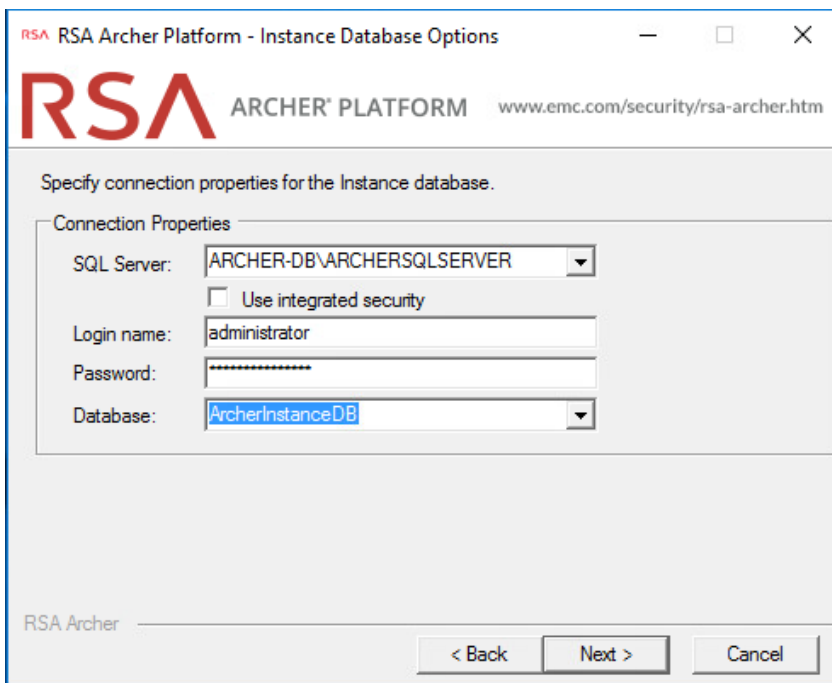 RSA RSA Archer Platform - Instance Database Options
RSA ARCHER® PLATFORM www.emc.com/security/rsa-archer.htm
Specify connection properties for the Instance database.
Connection Properties
SQL Server: ARCHER-DB\ARCHERSQLSERVER
Use integrated security
Login name: administrator
Password: ***************
Database: ArcherInstanceDB
RSA Archer
< Back Next > Cancel